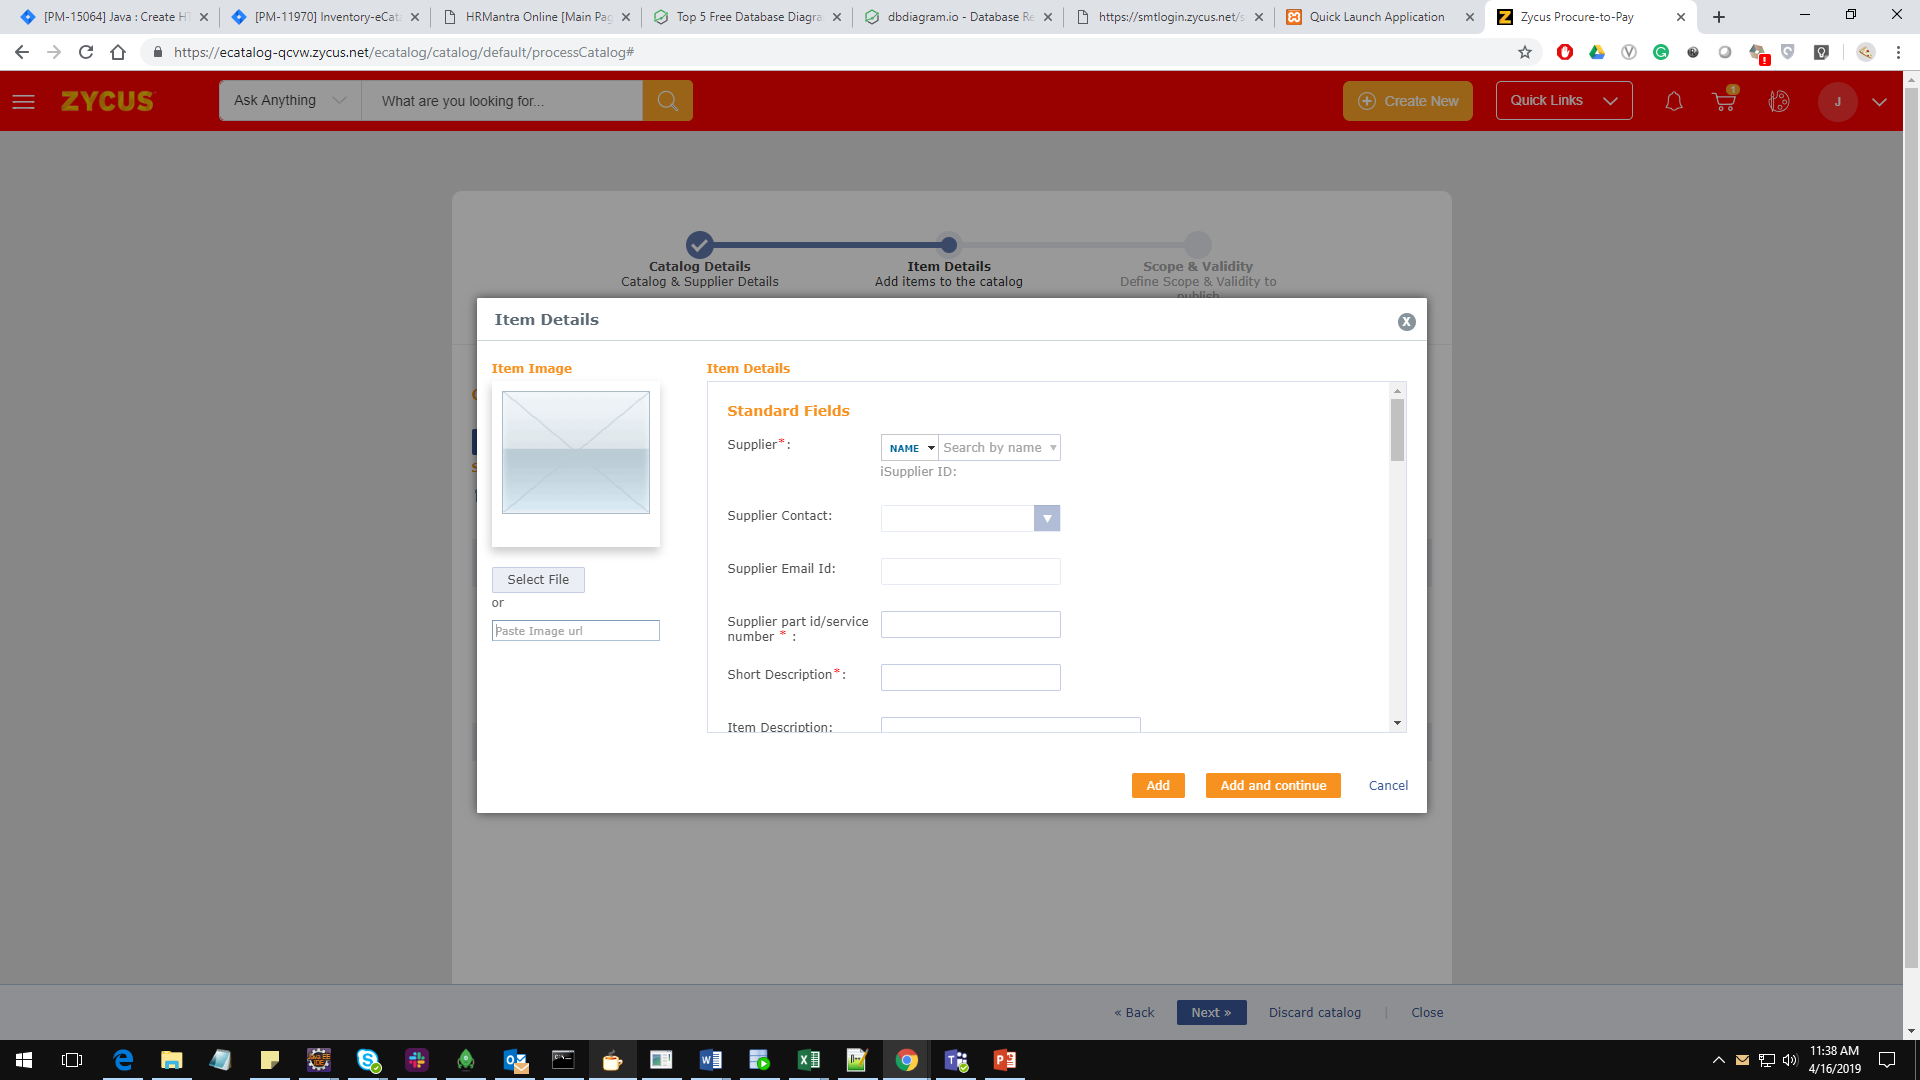 [PM-15064] Java : Create HT
[PM-11970] Inventory-eCat
HRMantra Online [Main Pag
Top 5 Free Database Diagra
dbdiagram.io - Database Re
https://smtlogin.zycus.net/s
Quick Launch Application
Zycus Procure-to-Pay
https://ecatalog-qcvw.zycus.net/ecatalog/catalog/default/processCatalog#
ZYCUS
Ask Anything
What are you looking for...
Create New
Quick Links
1
J
Catalog Details
Catalog & Supplier Details
Item Details
Add items to the catalog
Scope & Validity
Define Scope & Validity to
publish
Item Details
X
Item Image
Select File
or
Paste Image url
Item Details
Standard Fields
Supplier*:
NAME
Search by name
iSupplier ID:
Supplier Contact:
Supplier Email Id:
Supplier part id/service
number * :
Short Description*:
Item Description:
Add
Add and continue
Cancel
« Back
Next »
Discard catalog
|
Close
11:38 AM
4/16/2019